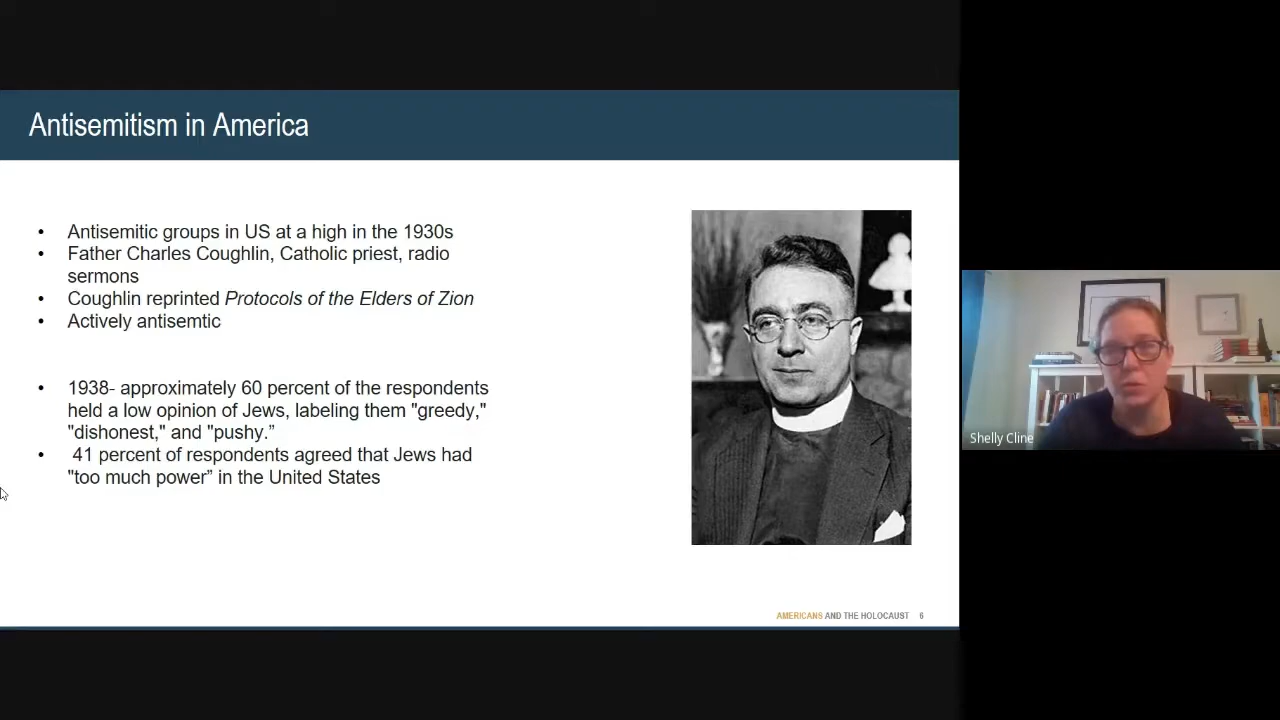 Antisemitism in America
• Antisemitic groups in US at a high in the 1930s
• Father Charles Coughlin, Catholic priest, radio
sermons
• Coughlin reprinted Protocols of the Elders of Zion
• Actively antisemtic
• 1938- approximately 60 percent of the respondents
held a low opinion of Jews, labeling them "greedy,"
"dishonest," and "pushy.”
• 41 percent of respondents agreed that Jews had
"too much power” in the United States
AMERICANS AND THE HOLOCAUST 6
Shelly Cline